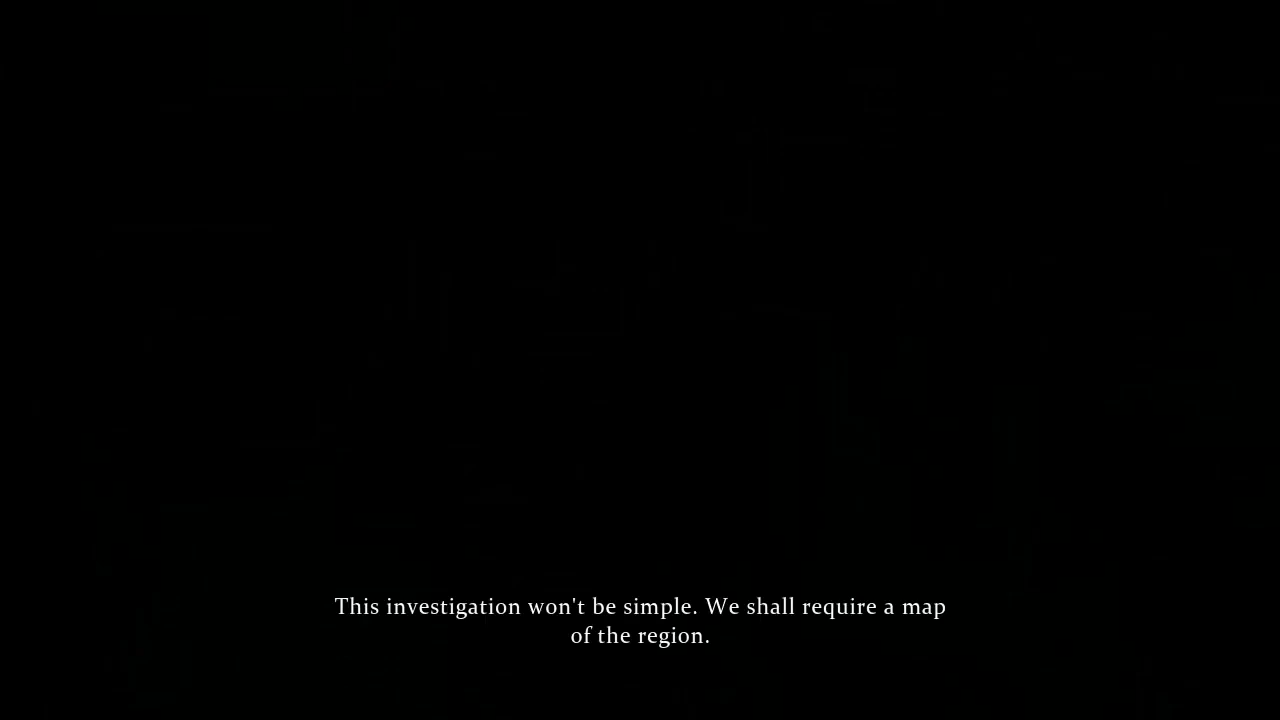 This investigation won't be simple. We shall require a map
of the region.